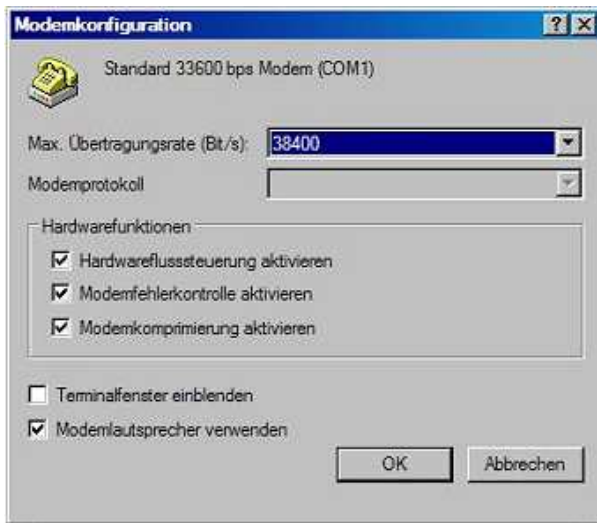 Modemkonfiguration
Standard 33600 bps Modem (COM1)
Max. Übertragungsrate (Bit/s): 38400
Modemprotokoll
Hardwarefunktionen
Hardwareflusssteuerung aktivieren
Modemfehlerkontrolle aktivieren
Modemkomprimierung aktivieren
Terminalfenster einblenden
Modemlautsprecher verwenden
OK Abbrechen